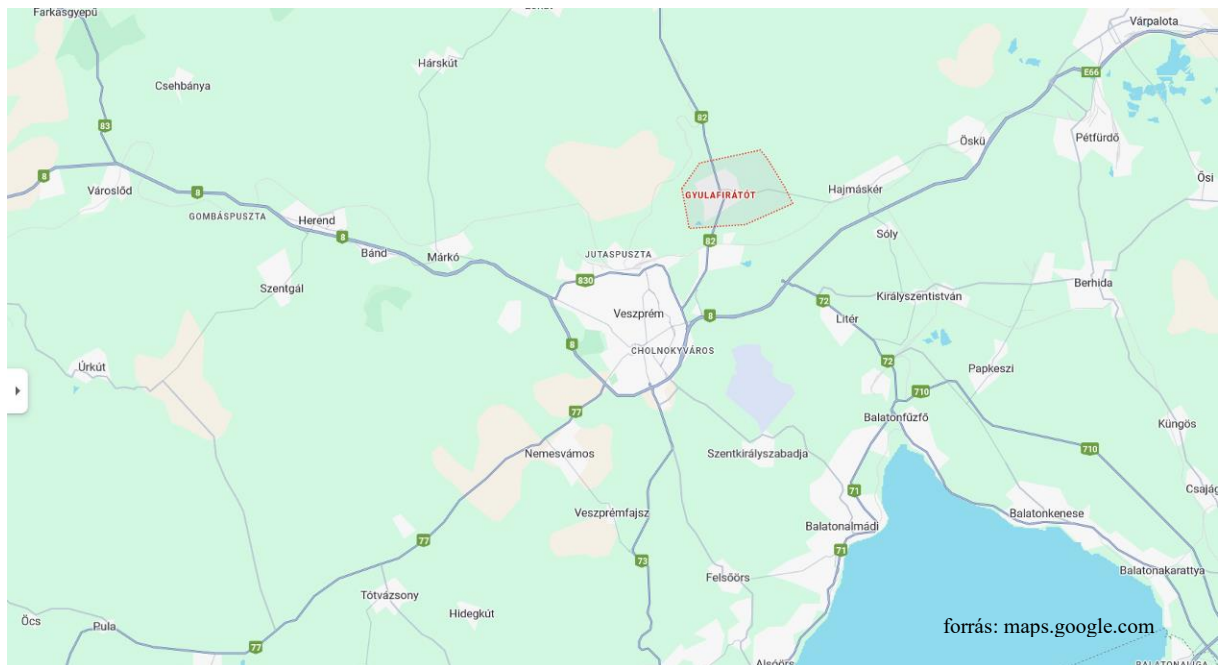 Farkasgyepű
Várpalota
Hárskút
Csehbánya
E66
83
82
Öskü
Pétfürdő
8
Városlőd
8
Ősi
GYULAFIRÁTÓT
Hajmáskér
GOMBÁSPUSZTA
Herend
8
Bánd
Márkó
82
Sóly
JUTASPUSZTA
830
Szentgál
Berhida
72
Királyszentistván
Veszprém
8
Litér
8
CHOLNOKYVÁROS
72
Úrkút
Papkeszi
710
77
Balatonfűzfő
Küngös
Nemesvámos
Szentkirályszabadja
710
71
Csajág
Veszprémfajsz
Balatonkenese
Balatonalmádi
77
71
73
Felsőörs
Balatonakarattya
Tótvázsony
Hidegkút
Öcs
Pula
forrás: maps.google.com
77
Alsóörs
BALATONALIGA